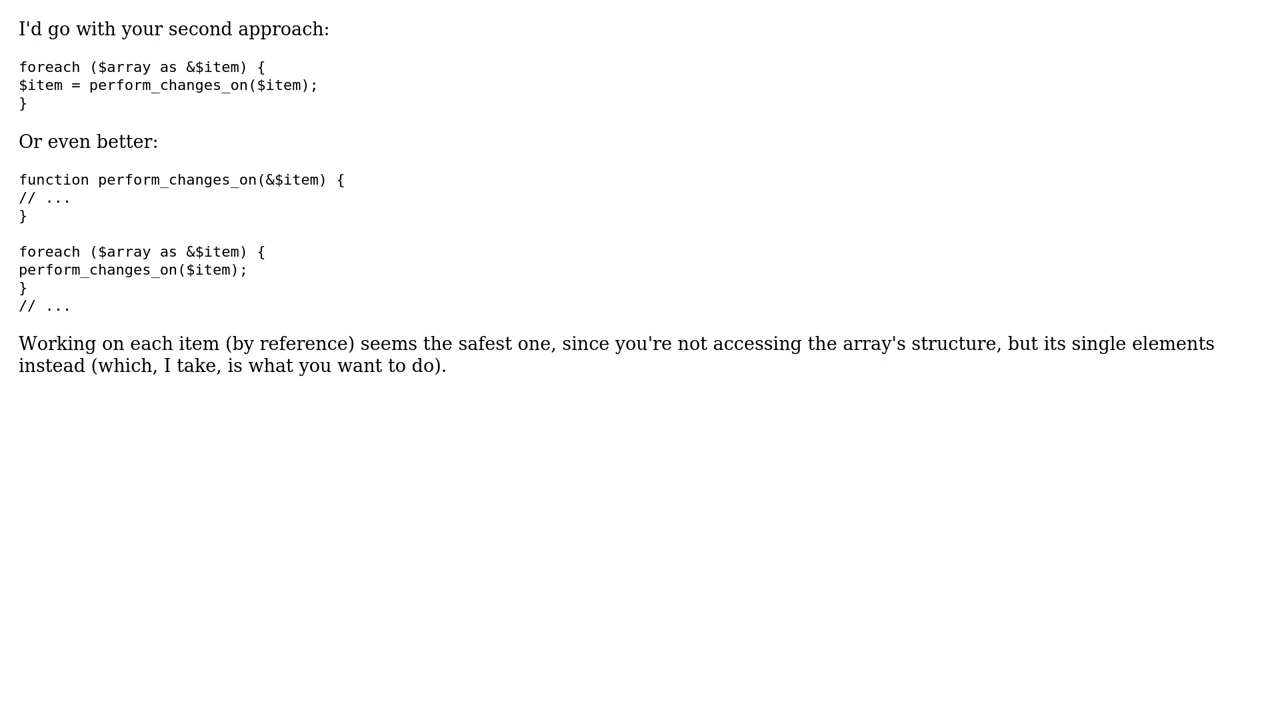 I'd go with your second approach:
foreach ($array as &$item) {
$item = perform_changes_on($item);
}
Or even better:
function perform_changes_on(&$item) {
// ...
}
foreach ($array as &$item) {
perform_changes_on($item);
}
// ...
Working on each item (by reference) seems the safest one, since you're not accessing the array's structure, but its single elements
instead (which, I take, is what you want to do).